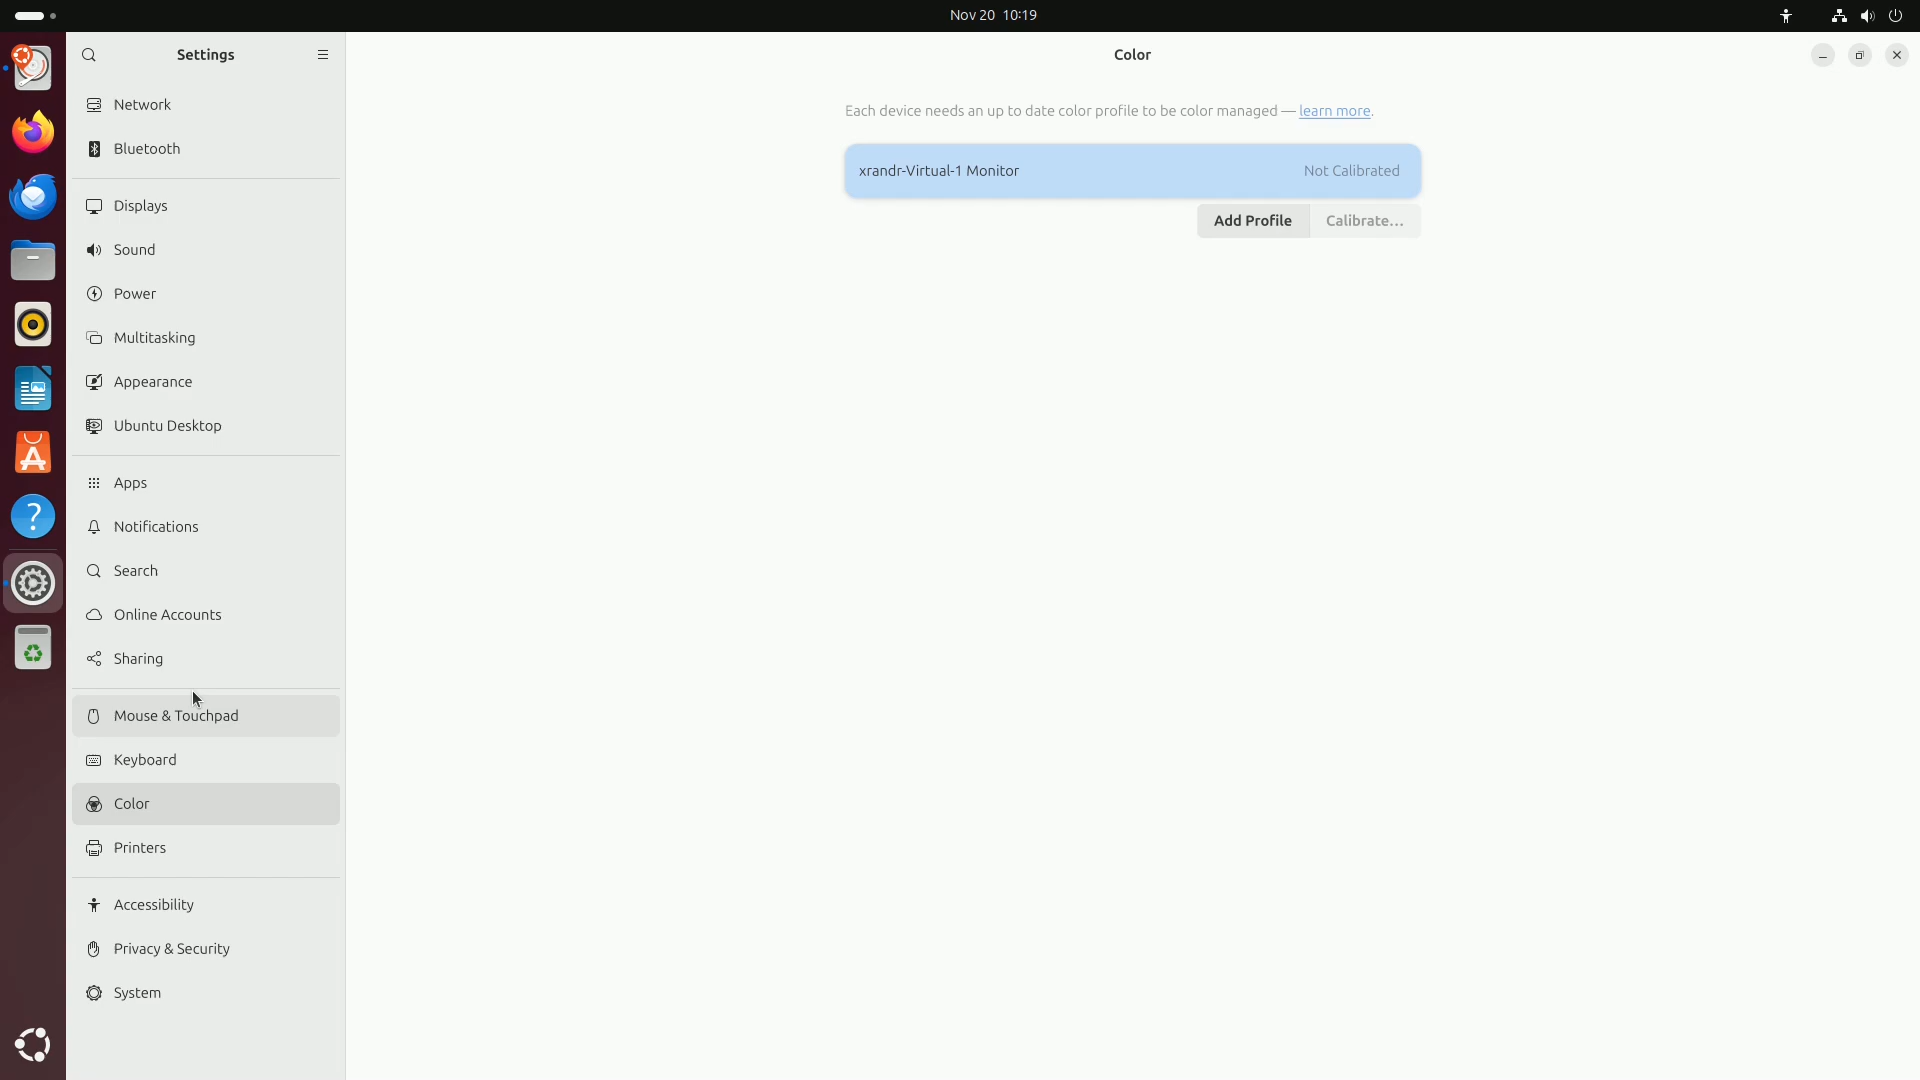 Nov 20 10:19
Settings
Color
Network
Bluetooth
Displays
Sound
Power
Multitasking
Appearance
Ubuntu Desktop
Apps
Notifications
Search
Online Accounts
Sharing
Mouse & Touchpad
Keyboard
Color
Printers
Accessibility
Privacy & Security
System
Each device needs an up to date color profile to be color managed — learn more.
xrandr-Virtual-1 Monitor Not Calibrated
Add Profile Calibrate…